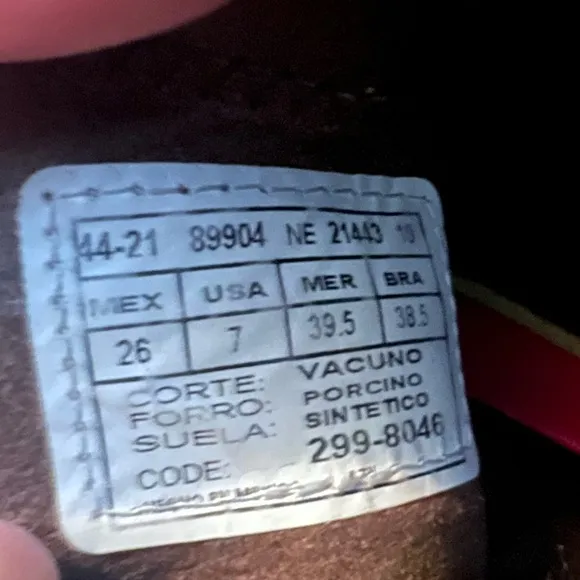 44-21 89904 NE 21443 10
MEX USA MER BRA
26 7 39.5 38.5
CORTE: VACUNO
FORRO: PORCINO
SUELA: SINTETICO
CODE: 299-8046